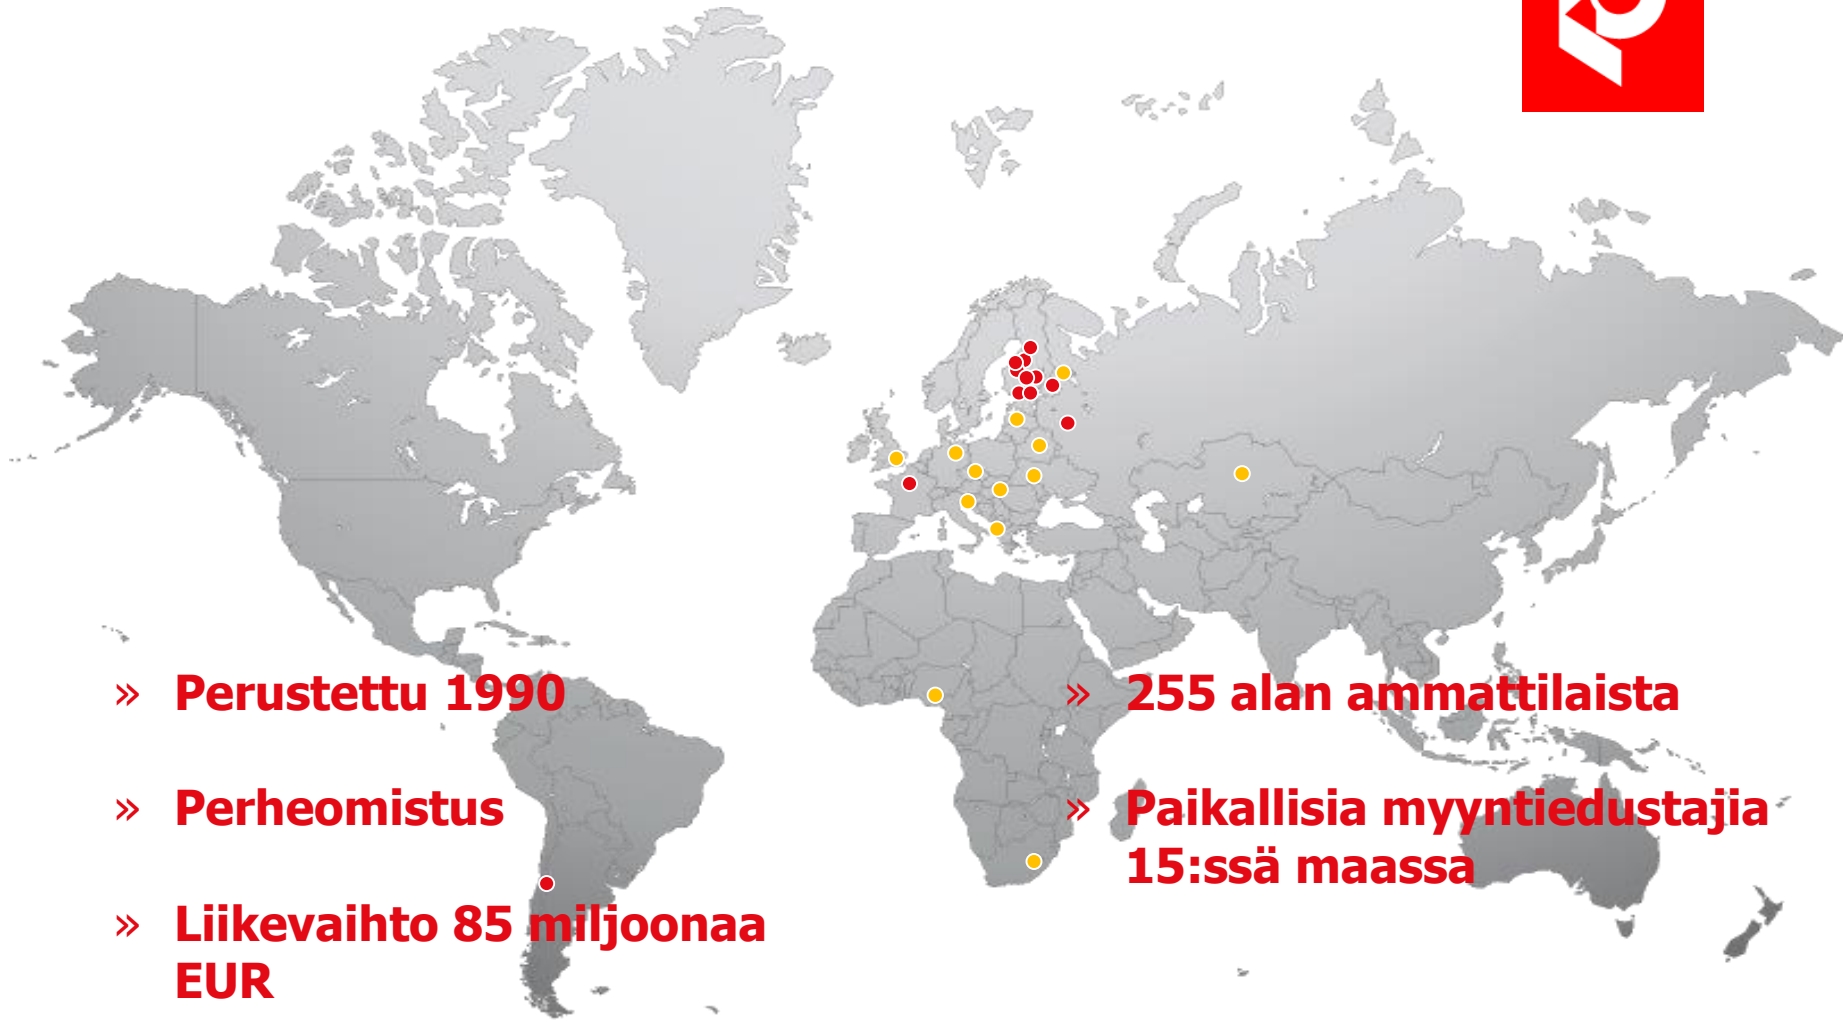 » Perustettu 1990
» Perheomistus
» Liikevaihto 85 miljoonaa
EUR
» 255 alan ammattilaista
» Paikallisia myyntiedustajia
15:ssä maassa